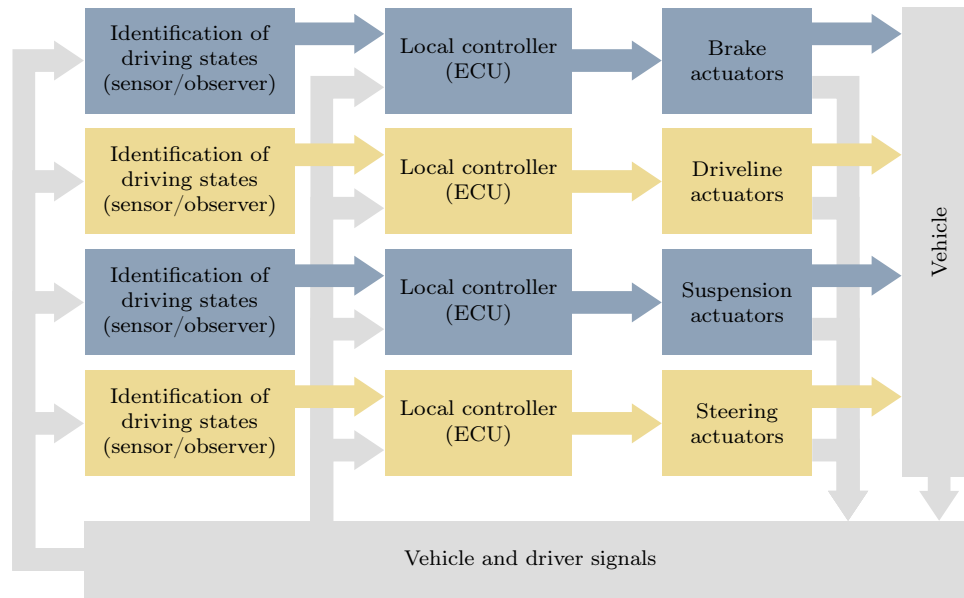 Identification of
driving states
(sensor/observer)
Local controller
(ECU)
Brake
actuators
Identification of
driving states
(sensor/observer)
Local controller
(ECU)
Driveline
actuators
Identification of
driving states
(sensor/observer)
Local controller
(ECU)
Suspension
actuators
Identification of
driving states
(sensor/observer)
Local controller
(ECU)
Steering
actuators
Vehicle
Vehicle and driver signals